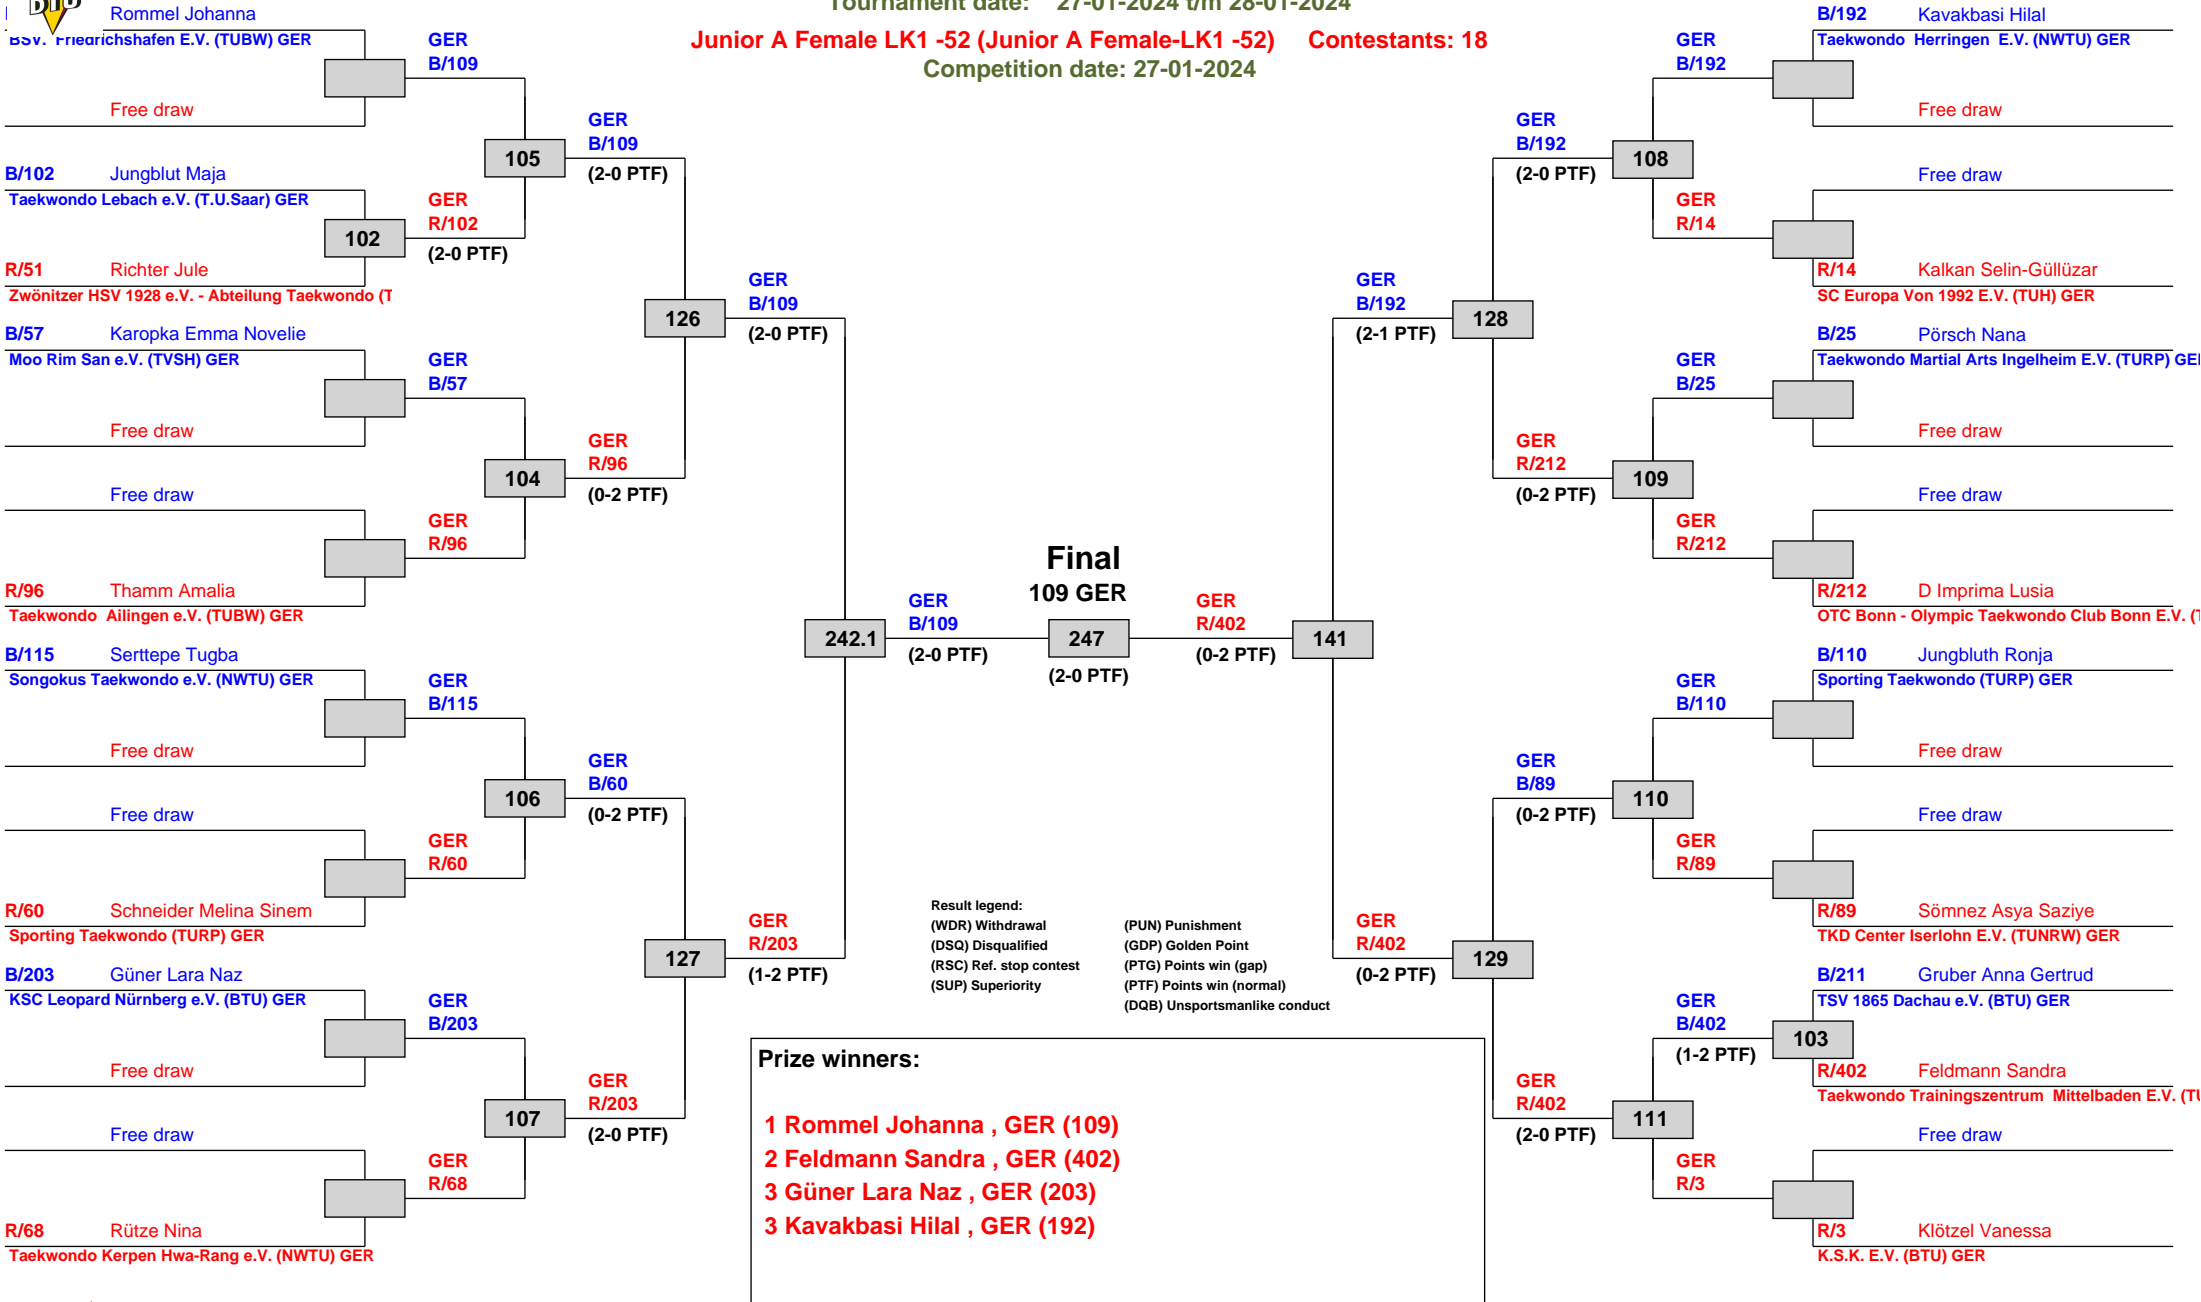 DTU
Tournament date: 27-01-2024 t/m 28-01-2024
Junior A Female LK1 -52 (Junior A Female-LK1 -52) Contestants: 18
Competition date: 27-01-2024
Rommel Johanna
BSV. Friedrichshafen E.V. (TUBW) GER
GER
B/109
Free draw
GER
B/109
105
(2-0 PTF)
B/102 Jungblut Maja
Taekwondo Lebach e.V. (T.U.Saar) GER
GER
R/102
102
(2-0 PTF)
R/51 Richter Jule
Zwönitzer HSV 1928 e.V. - Abteilung Taekwondo (T
GER
B/109
126
(2-0 PTF)
B/57 Karopka Emma Novelie
Moo Rim San e.V. (TVSH) GER
GER
B/57
Free draw
GER
R/96
104
(0-2 PTF)
Free draw
GER
R/96
R/96 Thamm Amalia
Taekwondo Ailingen e.V. (TUBW) GER
GER
B/109
242.1
(2-0 PTF)
B/115 Serttepe Tugba
Songokus Taekwondo e.V. (NWTU) GER
GER
B/115
Free draw
GER
B/60
106
(0-2 PTF)
Free draw
GER
R/60
R/60 Schneider Melina Sinem
Sporting Taekwondo (TURP) GER
GER
R/203
127
(1-2 PTF)
B/203 Güner Lara Naz
KSC Leopard Nürnberg e.V. (BTU) GER
GER
B/203
Free draw
GER
R/203
107
(2-0 PTF)
Free draw
GER
R/68
R/68 Rütze Nina
Taekwondo Kerpen Hwa-Rang e.V. (NWTU) GER
Final
109 GER
247
(2-0 PTF)
GER
R/402
141
(0-2 PTF)
B/192 Kavakbasi Hilal
Taekwondo Herringen E.V. (NWTU) GER
GER
B/192
Free draw
GER
B/192
108
(2-0 PTF)
Free draw
GER
R/14
R/14 Kalkan Selin-Güllüzar
SC Europa Von 1992 E.V. (TUH) GER
GER
B/192
128
(2-1 PTF)
B/25 Pörsch Nana
Taekwondo Martial Arts Ingelheim E.V. (TURP) GE
GER
B/25
Free draw
GER
R/212
109
(0-2 PTF)
Free draw
GER
R/212
R/212 D Imprima Lusia
OTC Bonn - Olympic Taekwondo Club Bonn E.V. (T
B/110 Jungbluth Ronja
Sporting Taekwondo (TURP) GER
GER
B/110
Free draw
GER
B/89
110
(0-2 PTF)
Free draw
GER
R/89
R/89 Sömnez Asya Saziye
TKD Center Iserlohn E.V. (TUNRW) GER
GER
R/402
129
(0-2 PTF)
B/211 Gruber Anna Gertrud
TSV 1865 Dachau e.V. (BTU) GER
GER
B/402
103
(1-2 PTF)
R/402 Feldmann Sandra
Taekwondo Trainingszentrum Mittelbaden E.V. (TU
GER
R/402
111
(2-0 PTF)
Free draw
GER
R/3
R/3 Klötzel Vanessa
K.S.K. E.V. (BTU) GER
Result legend:
(WDR) Withdrawal (PUN) Punishment
(DSQ) Disqualified (GDP) Golden Point
(RSC) Ref. stop contest (PTG) Points win (gap)
(SUP) Superiority (PTF) Points win (normal)
(DQB) Unsportsmanlike conduct
Prize winners:
1 Rommel Johanna , GER (109)
2 Feldmann Sandra , GER (402)
3 Güner Lara Naz , GER (203)
3 Kavakbasi Hilal , GER (192)